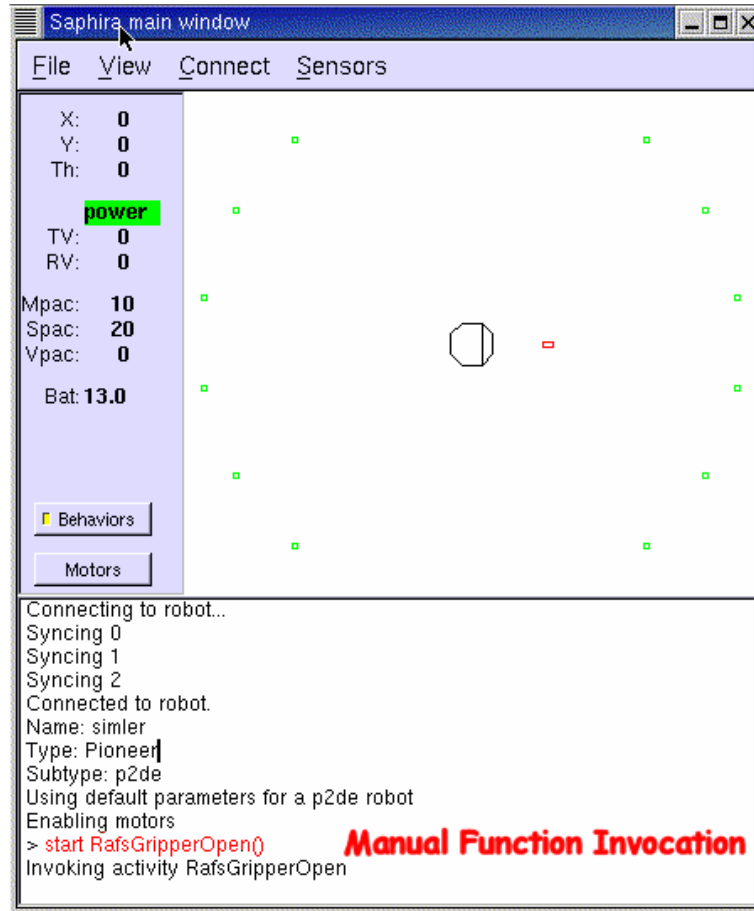 Saphira main window
File View Connect Sensors
X: 0
Y: 0
Th: 0
power
TV: 0
RV: 0
Mpac: 10
Spac: 20
Vpac: 0
Bat: 13.0
Behaviors
Motors
Connecting to robot...
Syncing 0
Syncing 1
Syncing 2
Connected to robot.
Name: simler
Type: Pioneer
Subtype: p2de
Using default parameters for a p2de robot
Enabling motors
> start RafsGripperOpen()
Manual Function Invocation
Invoking activity RafsGripperOpen